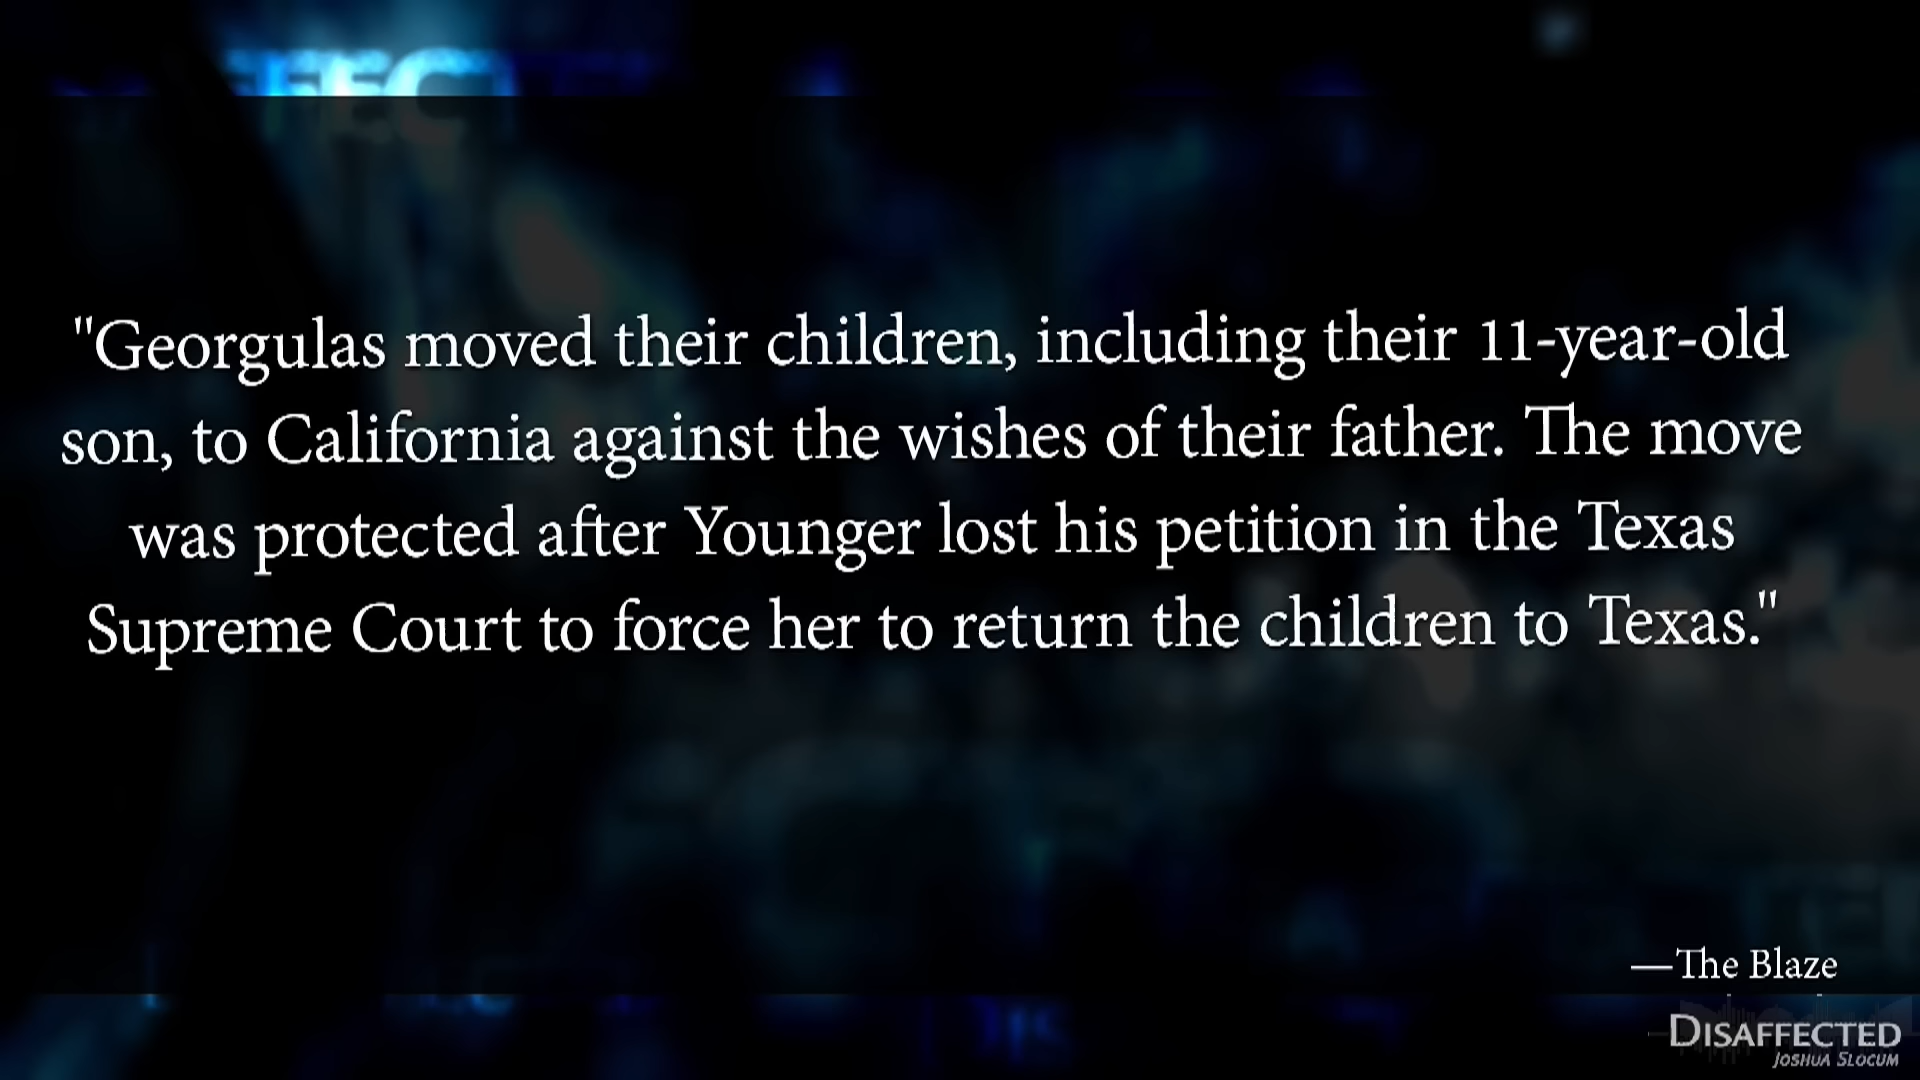 "Georgulas moved their children, including their 11-year-old
son, to California against the wishes of their father. The move
was protected after Younger lost his petition in the Texas
Supreme Court to force her to return the children to Texas."
—The Blaze
DISAFFECTED
JOSHUA SLOCUM